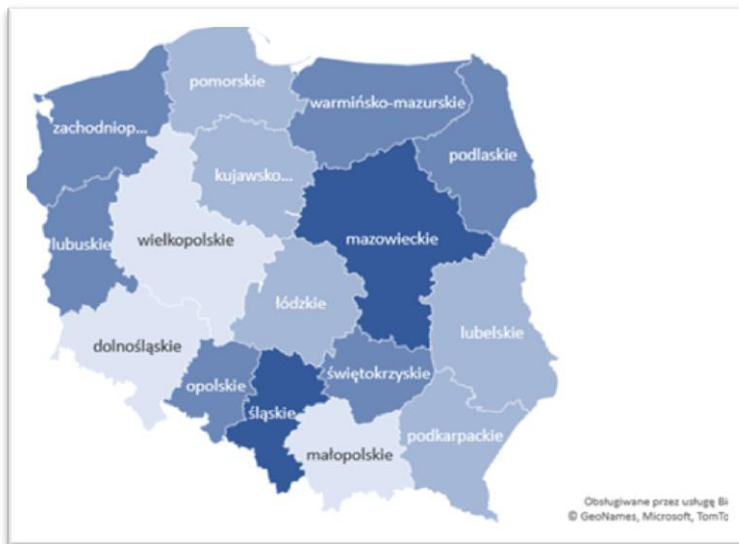 pomorskie
warmińsko-mazurskie
zachodniop...
podlaskie
kujawsko...
wielkopolskie
mazowieckie
lubuskie
łódzkie
lubelskie
dolnośląskie
opolskie
świętokrzyskie
śląskie
podkarpackie
małopolskie
Obsługiwane przez usługę Bi
© GeoNames, Microsoft, TomTo